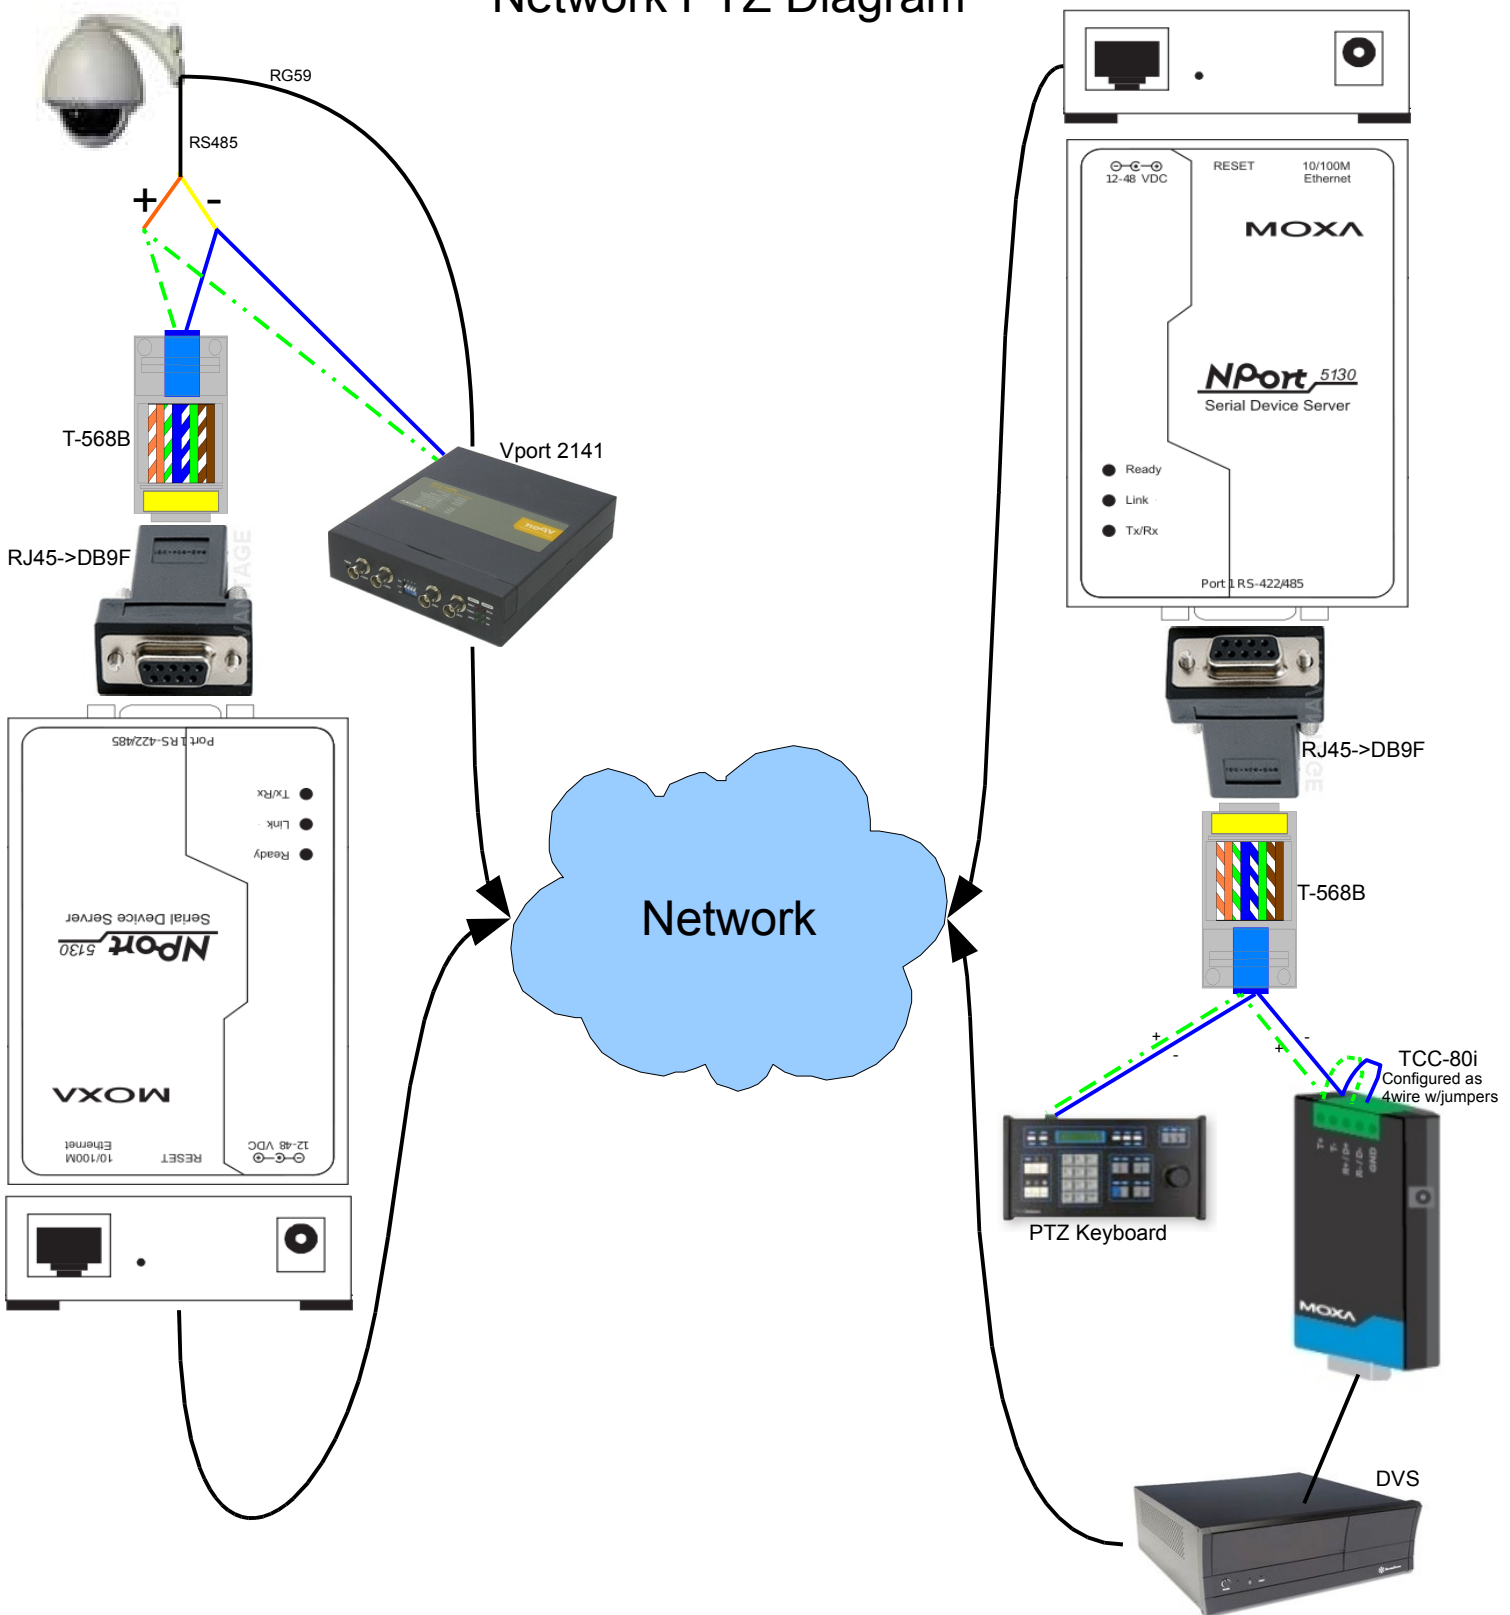 Network PTZ Diagram
RG59
RS485
+
-
T-568B
Vport 2141
RJ45->DB9F
Port 1 RS-422/485
Tx/Rx
Link
Ready
NPort 5130
Serial Device Server
MOXA
10/100M
Ethernet
RESET
12-48 VDC
Network
12-48 VDC
RESET
10/100M
Ethernet
MOXA
NPort 5130
Serial Device Server
Ready
Link
Tx/Rx
Port 1 RS-422/485
RJ45->DB9F
T-568B
+
-
+
-
TCC-80i
Configured as
4wire w/jumpers
T+
T-
R+/D+
R-/D-
GND
MOXA
PTZ Keyboard
DVS